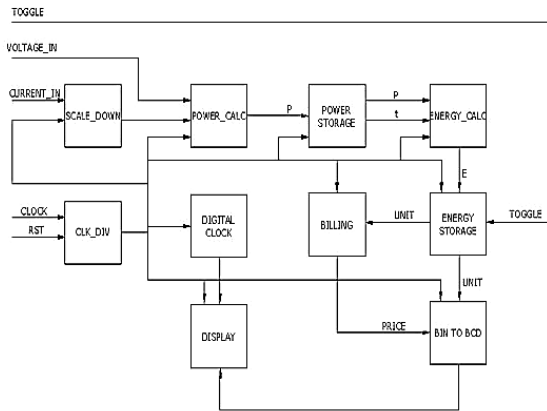 TOGGLE
VOLTAGE_IN
CURRENT_IN
SCALE_DOWN
POWER_CALC
P
POWER
STORAGE
P
t
ENERGY_CALC
E
CLOCK
RST
CLK_DIV
DIGITAL
CLOCK
BILLING
UNIT
ENERGY
STORAGE
TOGGLE
UNIT
DISPLAY
PRICE
BIN TO BCD